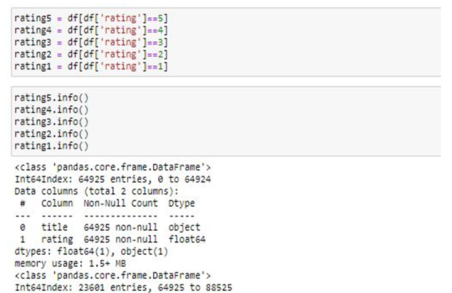 rating5 = df[df['rating']==5]
rating4 = df[df['rating']==4]
rating3 = df[df['rating']==3]
rating2 = df[df['rating']==2]
rating1 = df[df['rating']==1]
rating5.info()
rating4.info()
rating3.info()
rating2.info()
rating1.info()
<class 'pandas.core.frame.DataFrame'>
Int64Index: 64925 entries, 0 to 64924
Data columns (total 2 columns):
#   Column  Non-Null Count  Dtype
---  ------  --------------  -----
0   title   64925 non-null  object
1   rating  64925 non-null  float64
dtypes: float64(1), object(1)
memory usage: 1.5+ MB
<class 'pandas.core.frame.DataFrame'>
Int64Index: 23601 entries, 64925 to 88525